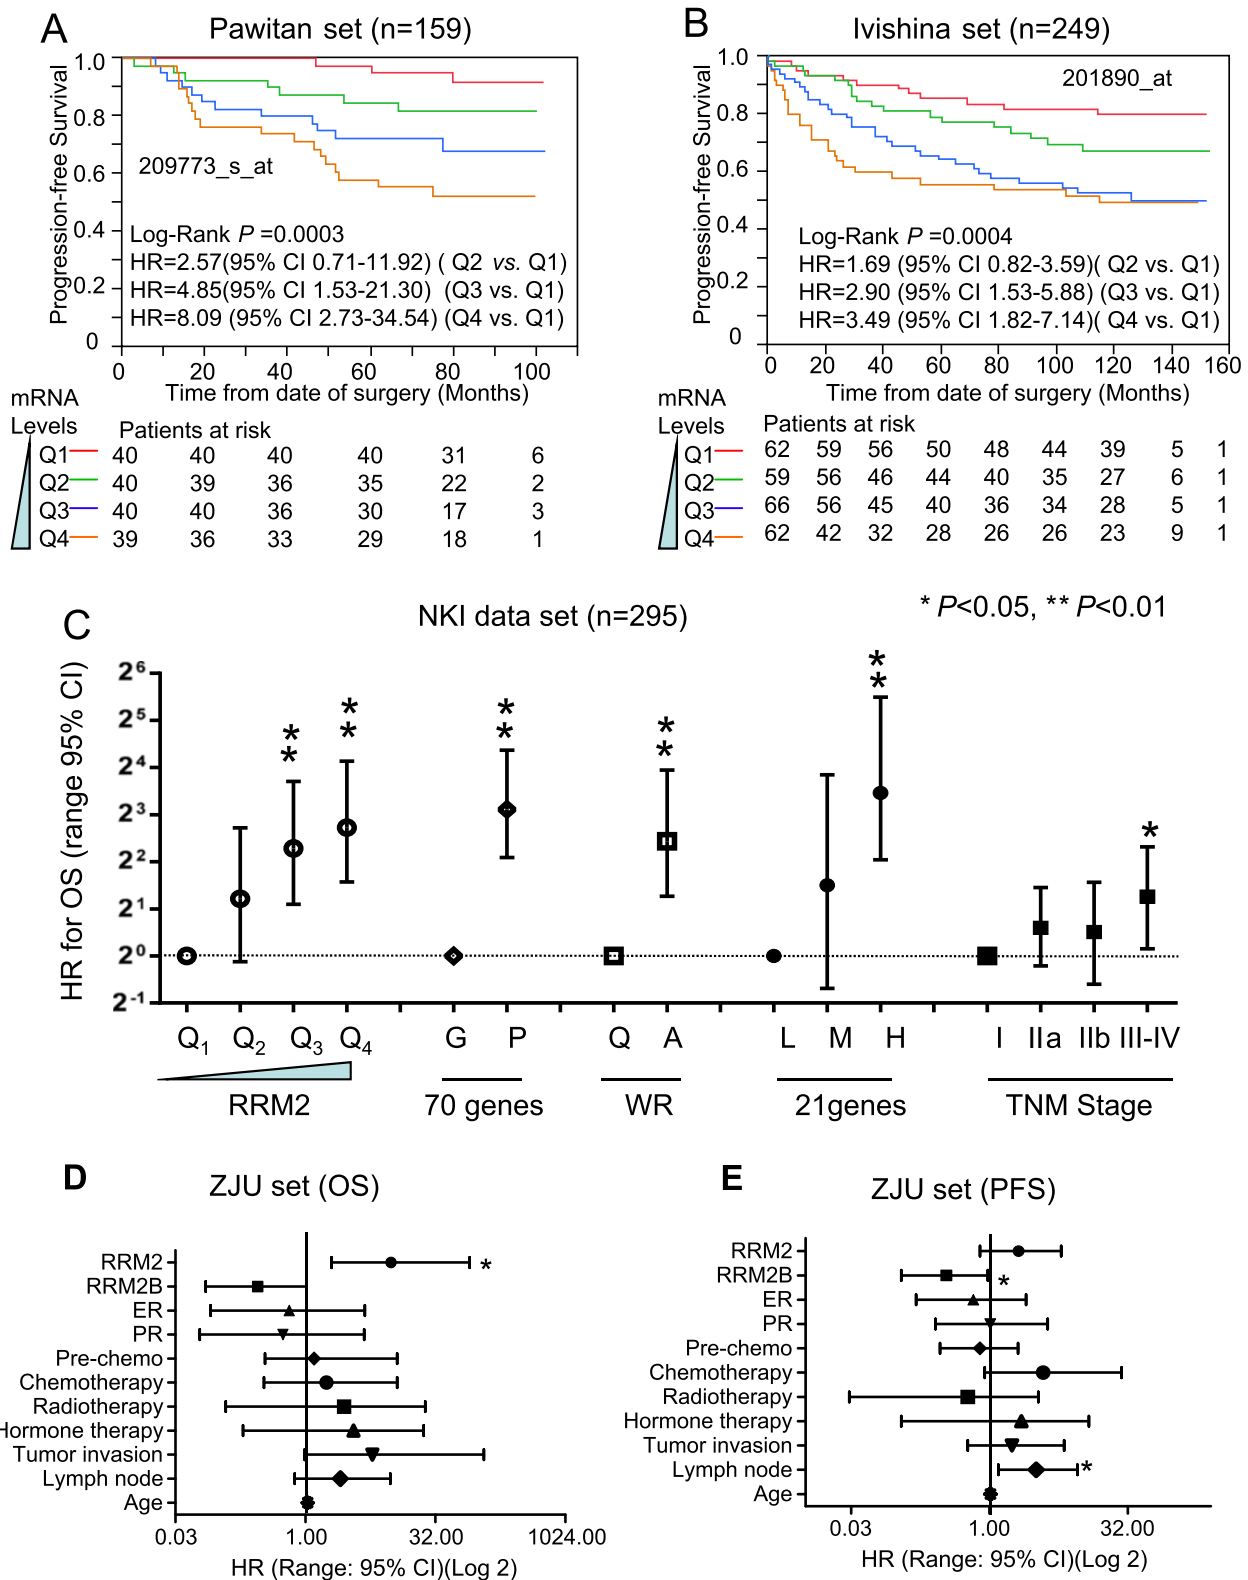 A
Pawitan set (n=159)
Progression-free Survival
1.0
0.8
0.6
0.4
0.2
0
209773_s_at
Log-Rank P =0.0003
HR=2.57(95% CI 0.71-11.92) ( Q2 vs. Q1)
HR=4.85(95% CI 1.53-21.30) (Q3 vs. Q1)
HR=8.09 (95% CI 2.73-34.54) (Q4 vs. Q1)
0 20 40 60 80 100
Time from date of surgery (Months)
mRNA
Levels
Patients at risk
Q1 40 40 40 40 31 6
Q2 40 39 36 35 22 2
Q3 40 40 36 30 17 3
Q4 39 36 33 29 18 1
B
Ivishina set (n=249)
Progression-free Survival
1.0
0.8
0.6
0.4
0.2
0
201890_at
Log-Rank P =0.0004
HR=1.69 (95% CI 0.82-3.59)( Q2 vs. Q1)
HR=2.90 (95% CI 1.53-5.88) (Q3 vs. Q1)
HR=3.49 (95% CI 1.82-7.14)( Q4 vs. Q1)
0 20 40 60 80 100 120 140 160
Time from date of surgery (Months)
mRNA
Levels
Patients at risk
Q1 62 59 56 50 48 44 39 5 1
Q2 59 56 46 44 40 35 27 6 1
Q3 66 56 45 40 36 34 28 5 1
Q4 62 42 32 28 26 26 23 9 1
C
NKI data set (n=295)
* P<0.05, ** P<0.01
HR for OS (range 95% CI)
2⁶
2⁵
2⁴
2³
2²
2¹
2⁰
2⁻¹
** ** ** ** ** *
Q₁ Q₂ Q₃ Q₄ G P Q A L M H I IIa IIb III-IV
RRM2 70 genes WR 21genes TNM Stage
D
ZJU set (OS)
RRM2 *
RRM2B
ER
PR
Pre-chemo
Chemotherapy
Radiotherapy
Hormone therapy
Tumor invasion
Lymph node
Age
0.03 1.00 32.00 1024.00
HR (Range: 95% CI)(Log 2)
E
ZJU set (PFS)
RRM2
RRM2B *
ER
PR
Pre-chemo
Chemotherapy
Radiotherapy
Hormone therapy
Tumor invasion
Lymph node *
Age
0.03 1.00 32.00
HR (Range: 95% CI)(Log 2)